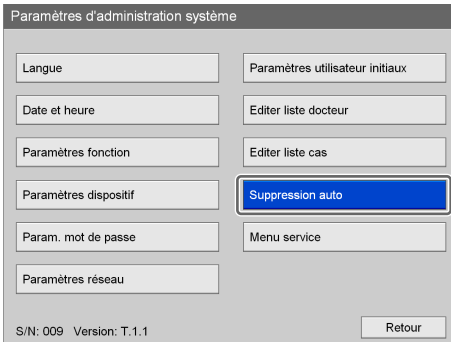 Paramètres d'administration système
Langue
Paramètres utilisateur initiaux
Date et heure
Editer liste docteur
Paramètres fonction
Editer liste cas
Paramètres dispositif
Suppression auto
Param. mot de passe
Menu service
Paramètres réseau
S/N: 009 Version: T.1.1
Retour